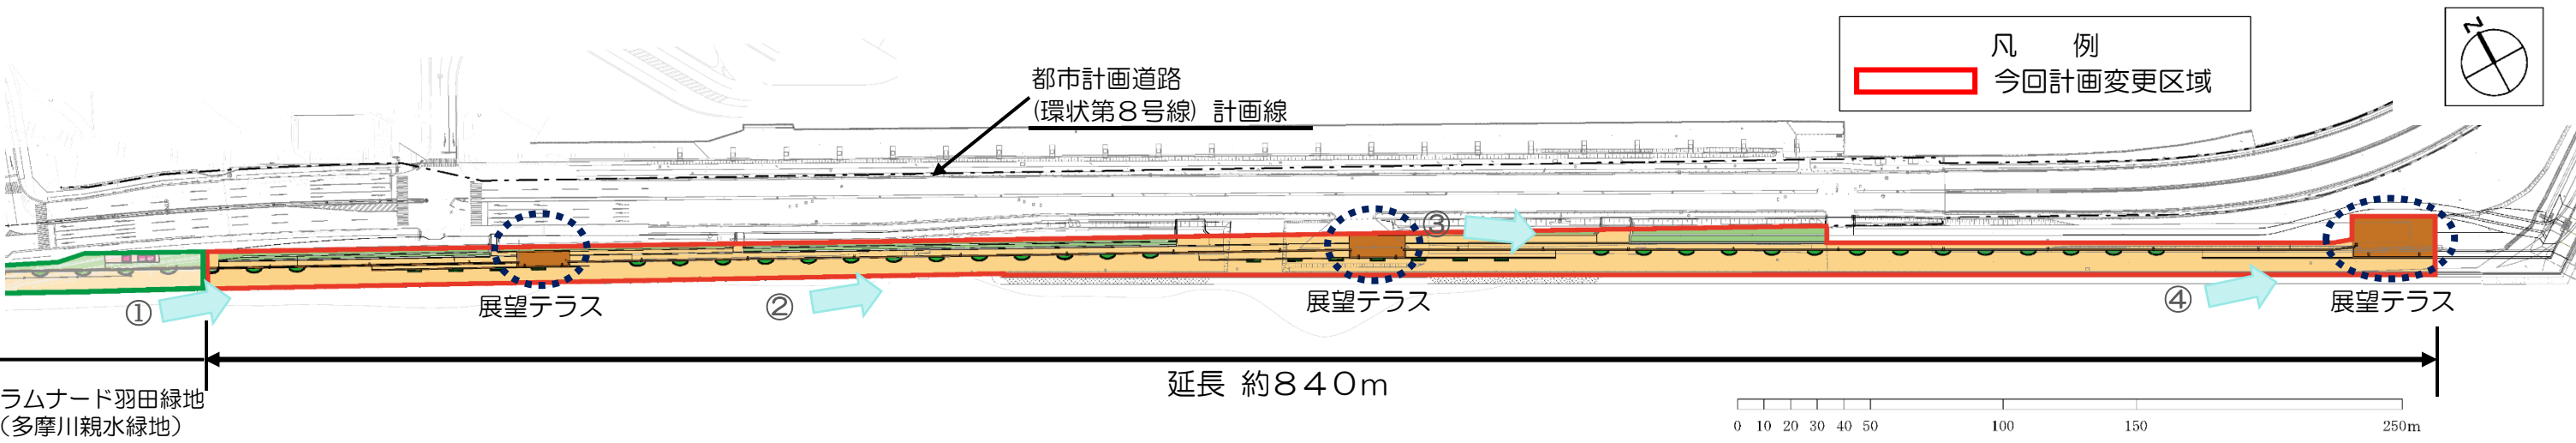 凡　例
今回計画変更区域
N
都市計画道路
(環状第８号線) 計画線
①
展望テラス
②
展望テラス
③
④
展望テラス
延長 約８４０ｍ
ラムナード羽田緑地
(多摩川親水緑地)
0 10 20 30 40 50 100 150 250m